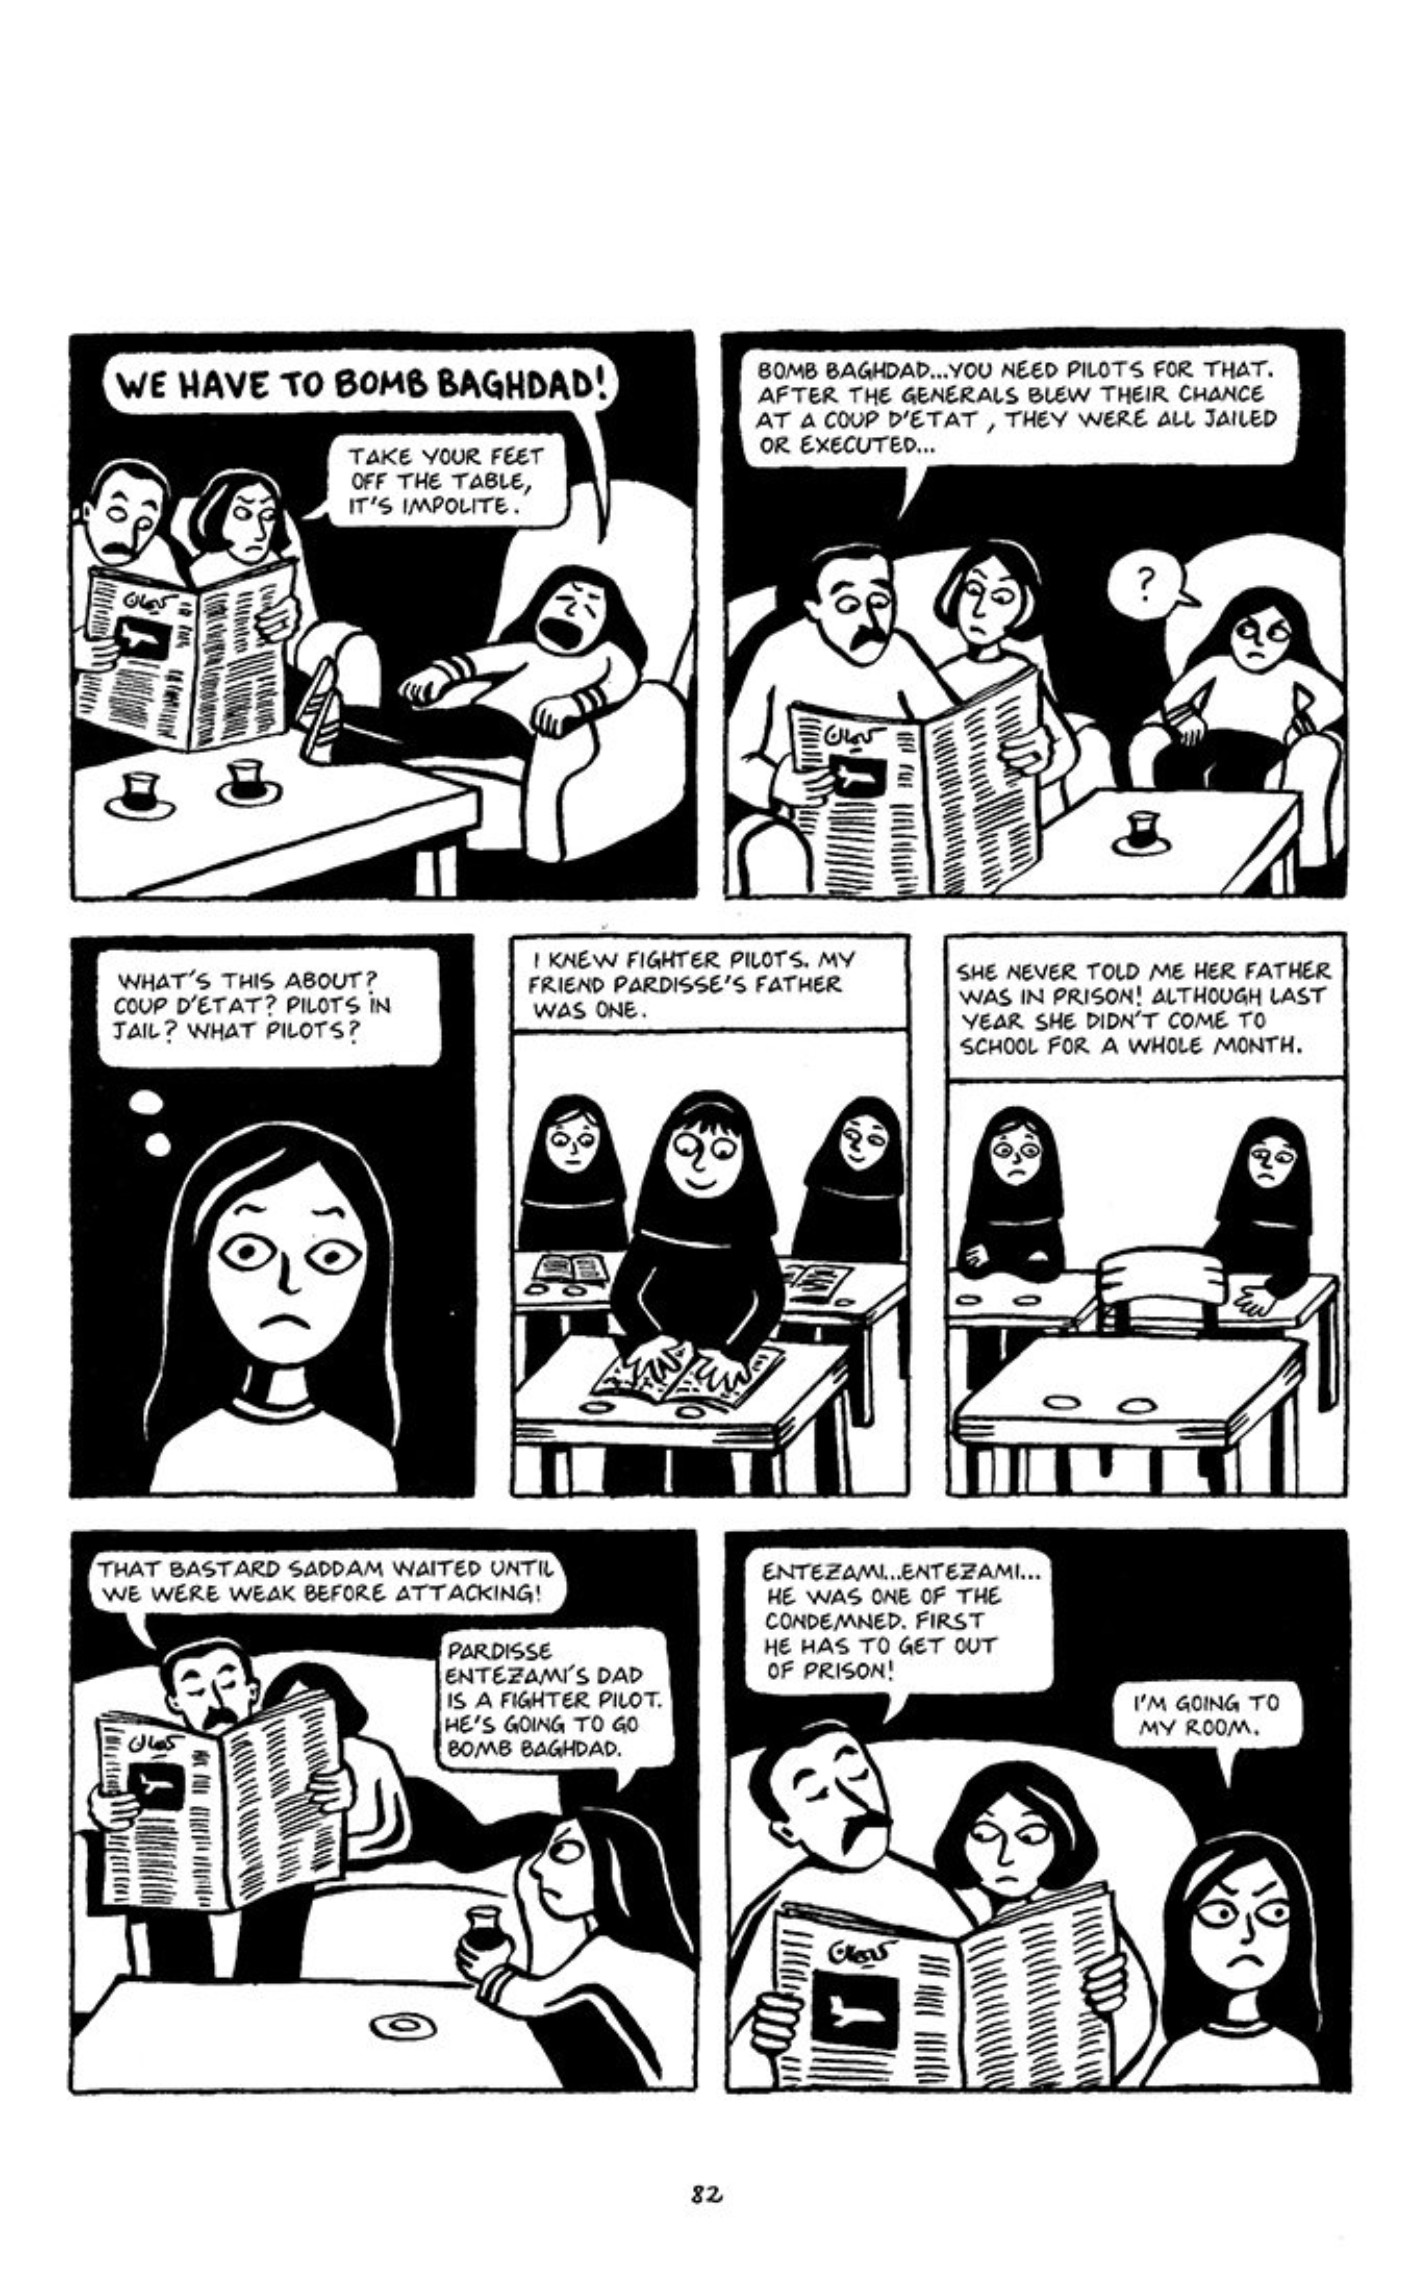 WE HAVE TO BOMB BAGHDAD!
TAKE YOUR FEET
OFF THE TABLE,
IT'S IMPOLITE.
کیهان
BOMB BAGHDAD...YOU NEED PILOTS FOR THAT.
AFTER THE GENERALS BLEW THEIR CHANCE
AT A COUP D'ETAT, THEY WERE ALL JAILED
OR EXECUTED...
?
کیهان
WHAT'S THIS ABOUT?
COUP D'ETAT? PILOTS IN
JAIL? WHAT PILOTS?
I KNEW FIGHTER PILOTS. MY
FRIEND PARDISSE'S FATHER
WAS ONE.
SHE NEVER TOLD ME HER FATHER
WAS IN PRISON! ALTHOUGH LAST
YEAR SHE DIDN'T COME TO
SCHOOL FOR A WHOLE MONTH.
THAT BASTARD SADDAM WAITED UNTIL
WE WERE WEAK BEFORE ATTACKING!
PARDISSE
ENTEZAMI'S DAD
IS A FIGHTER PILOT.
HE'S GOING TO GO
BOMB BAGHDAD.
کیهان
ENTEZAMI...ENTEZAMI...
HE WAS ONE OF THE
CONDEMNED. FIRST
HE HAS TO GET OUT
OF PRISON!
I'M GOING TO
MY ROOM.
کیهان
82